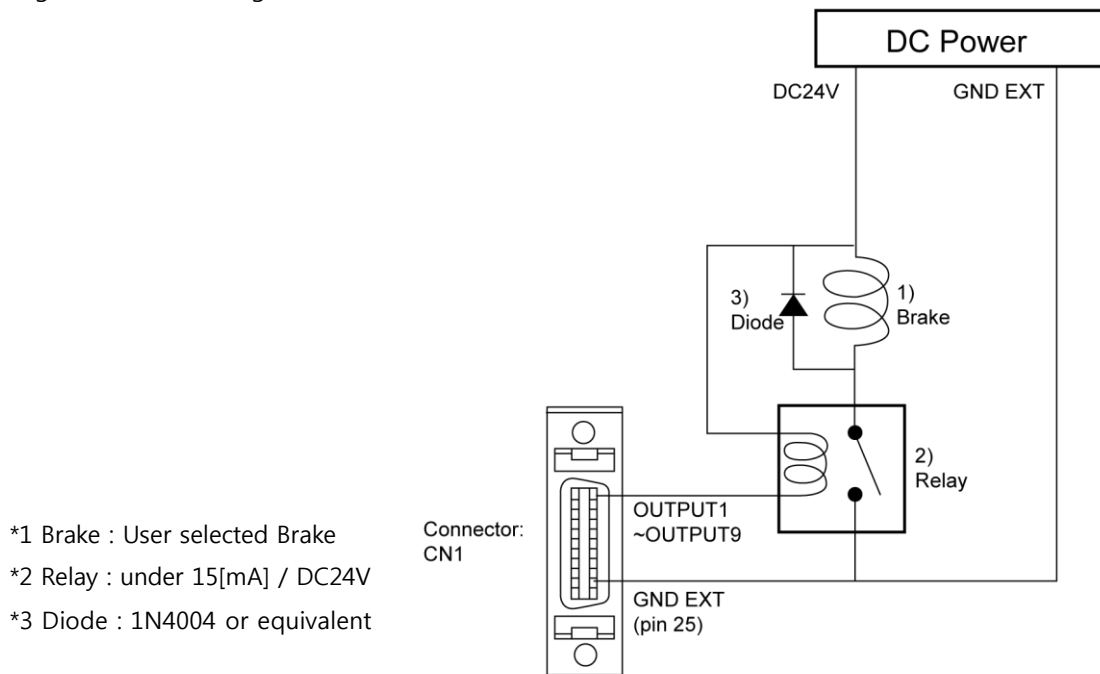 DC Power
DC24V
GND EXT
3)
Diode
1)
Brake
2)
Relay
OUTPUT1
~OUTPUT9
Connector:
CN1
GND EXT
(pin 25)
*1 Brake : User selected Brake
*2 Relay : under 15[mA] / DC24V
*3 Diode : 1N4004 or equivalent